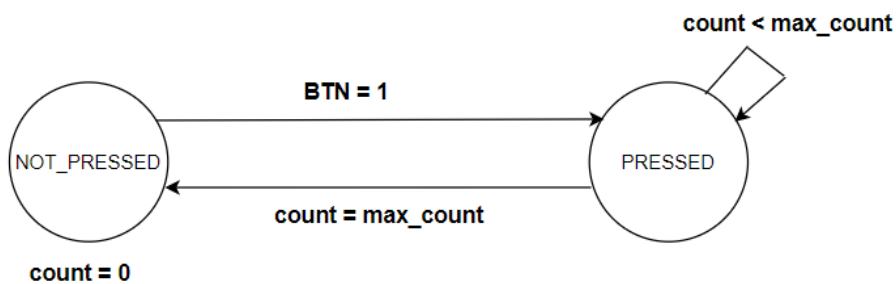 count < max_count
BTN = 1
NOT_PRESSED
PRESSED
count = max_count
count = 0